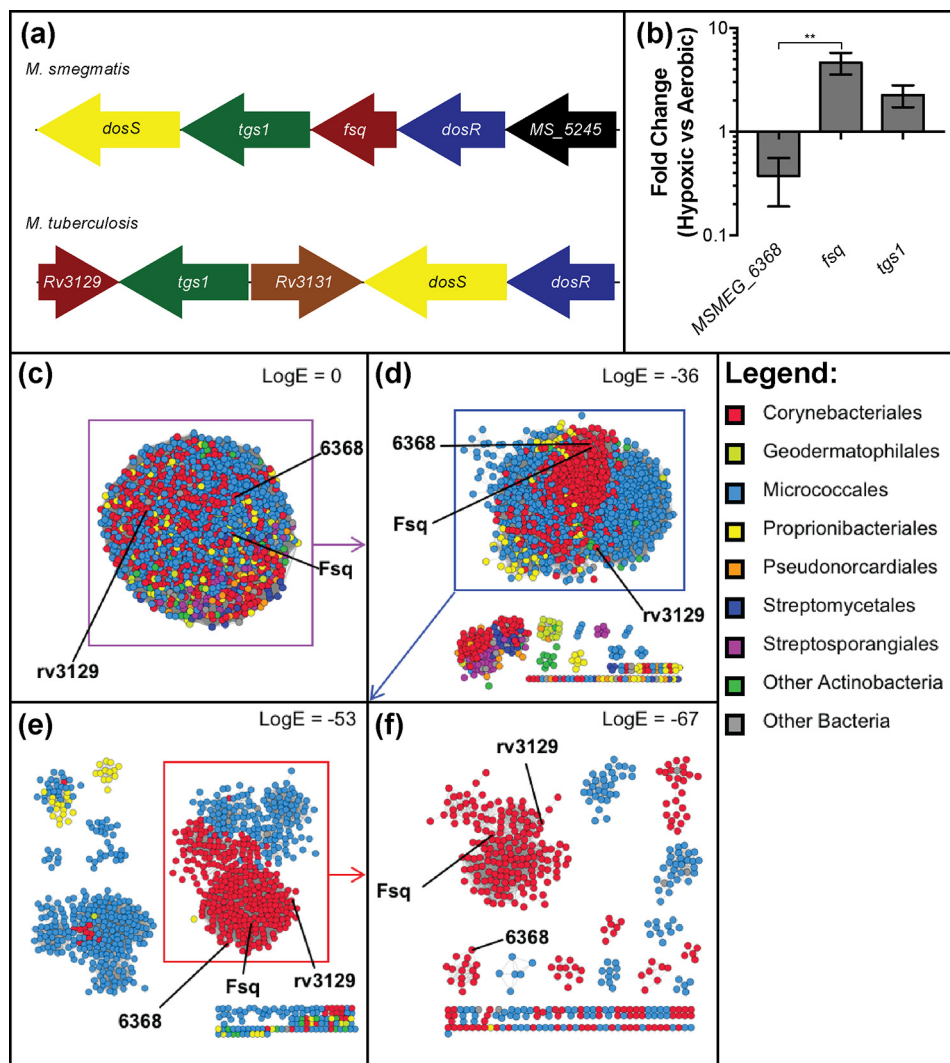 (a)
M. smegmatis
dosS tgs1 fsq dosR MS_5245
M. tuberculosis
Rv3129 tgs1 Rv3131 dosS dosR
(b)
Fold Change
(Hypoxic vs Aerobic)
10
1
0.1
**
MSMEG_6368
fsq
tgs1
(c)
LogE = 0
6368
Fsq
rv3129
(d)
LogE = -36
6368
Fsq
rv3129
Legend:
Corynebacteriales
Geodermatophilales
Micrococcales
Proprionibacteriales
Pseudonorcardiales
Streptomycetales
Streptosporangiales
Other Actinobacteria
Other Bacteria
(e)
LogE = -53
6368
Fsq
rv3129
(f)
LogE = -67
rv3129
Fsq
6368